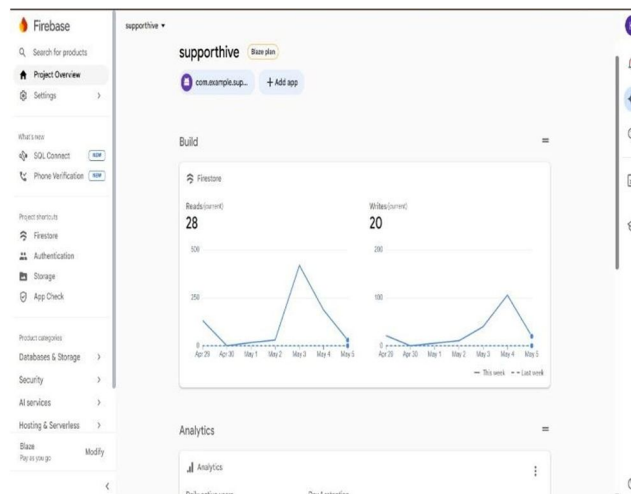 Firebase
supporthive
Search for products
Project Overview
Settings
What's new
SQL Connect NEW
Phone Verification NEW
Project shortcuts
Firestore
Authentication
Storage
App Check
Product categories
Databases & Storage
Security
AI services
Hosting & Serverless
Blaze
Pay as you go
Modify
supporthive Blaze plan
com.example.sup... + Add app
Build
Firestore
Reads (current)
28
500
250
0
Apr 29 Apr 30 May 1 May 2 May 3 May 4 May 5
Writes (current)
20
200
100
0
Apr 29 Apr 30 May 1 May 2 May 3 May 4 May 5
This week Last week
Analytics
Analytics